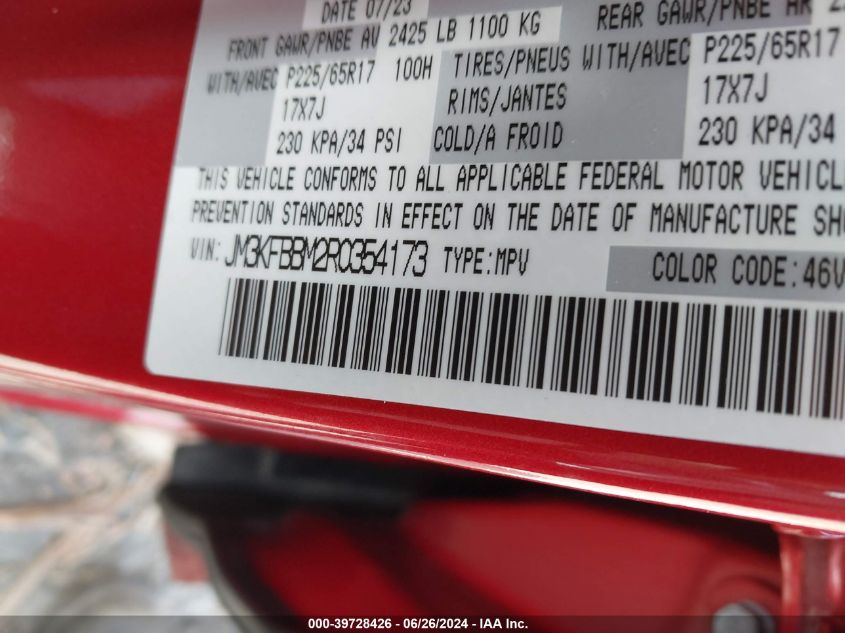 DATE 07/23
FRONT GAWR/PNBE AV 2425 LB 1100 KG REAR GAWR/PNBE AR
WITH/AVEC P225/65R17 100H TIRES/PNEUS WITH/AVEC P225/65R17
17X7J RIMS/JANTES 17X7J
230 KPA/34 PSI COLD/A FROID 230 KPA/34
THIS VEHICLE CONFORMS TO ALL APPLICABLE FEDERAL MOTOR VEHICLE
PREVENTION STANDARDS IN EFFECT ON THE DATE OF MANUFACTURE
VIN: JM3KFBBM2R0354173 TYPE:MPV COLOR CODE:46V
000-39728426 - 06/26/2024 - IAA Inc.